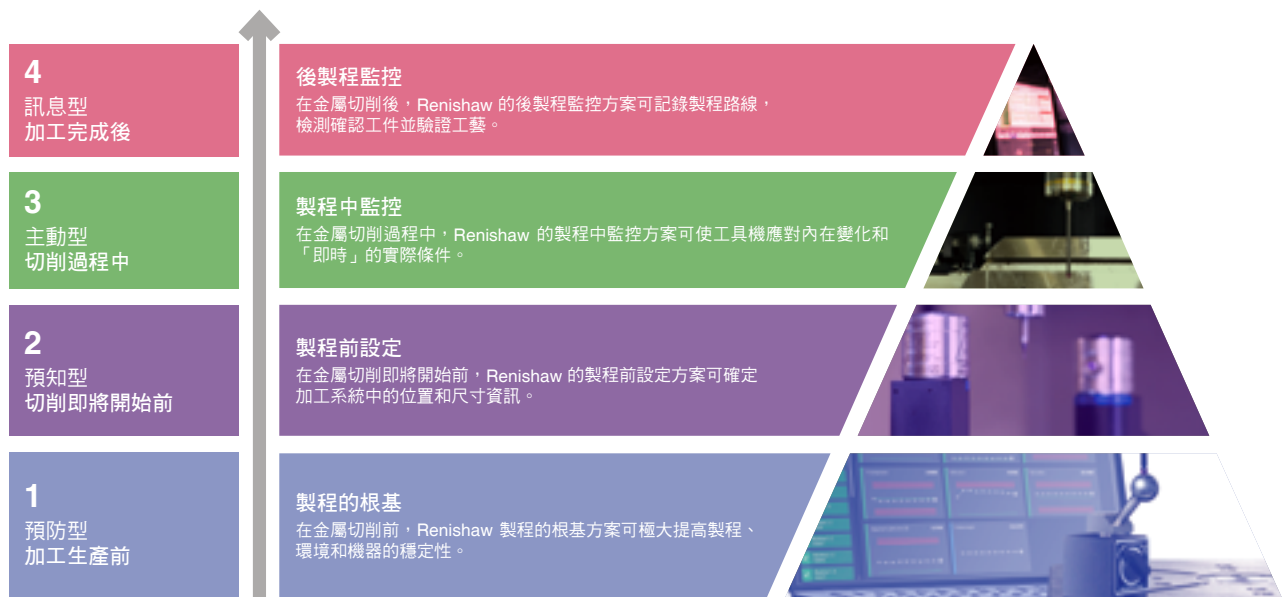 4
訊息型
加工完成後
後製程監控
在金屬切削後，Renishaw 的後製程監控方案可記錄製程路線，
檢測確認工件並驗證工藝。
3
主動型
切削過程中
製程中監控
在金屬切削過程中，Renishaw 的製程中監控方案可使工具機應對內在變化和
「即時」的實際條件。
2
預知型
切削即將開始前
製程前設定
在金屬切削即將開始前，Renishaw 的製程前設定方案可確定
加工系統中的位置和尺寸資訊。
1
預防型
加工生產前
製程的根基
在金屬切削前，Renishaw 製程的根基方案可極大提高製程、
環境和機器的穩定性。